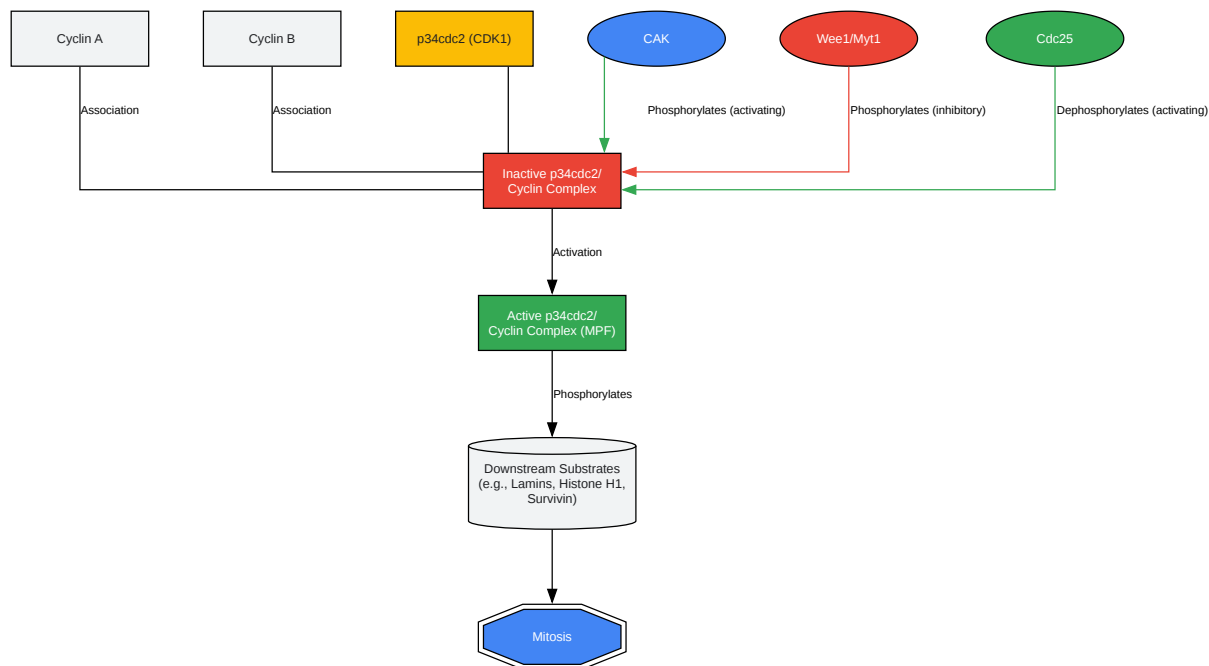 Cyclin A
Cyclin B
p34cdc2 (CDK1)
CAK
Wee1/Myt1
Cdc25
Association
Association
Phosphorylates (activating)
Phosphorylates (inhibitory)
Dephosphorylates (activating)
Inactive p34cdc2/
Cyclin Complex
Activation
Active p34cdc2/
Cyclin Complex (MPF)
Phosphorylates
Downstream Substrates
(e.g., Lamins, Histone H1,
Survivin)
Mitosis